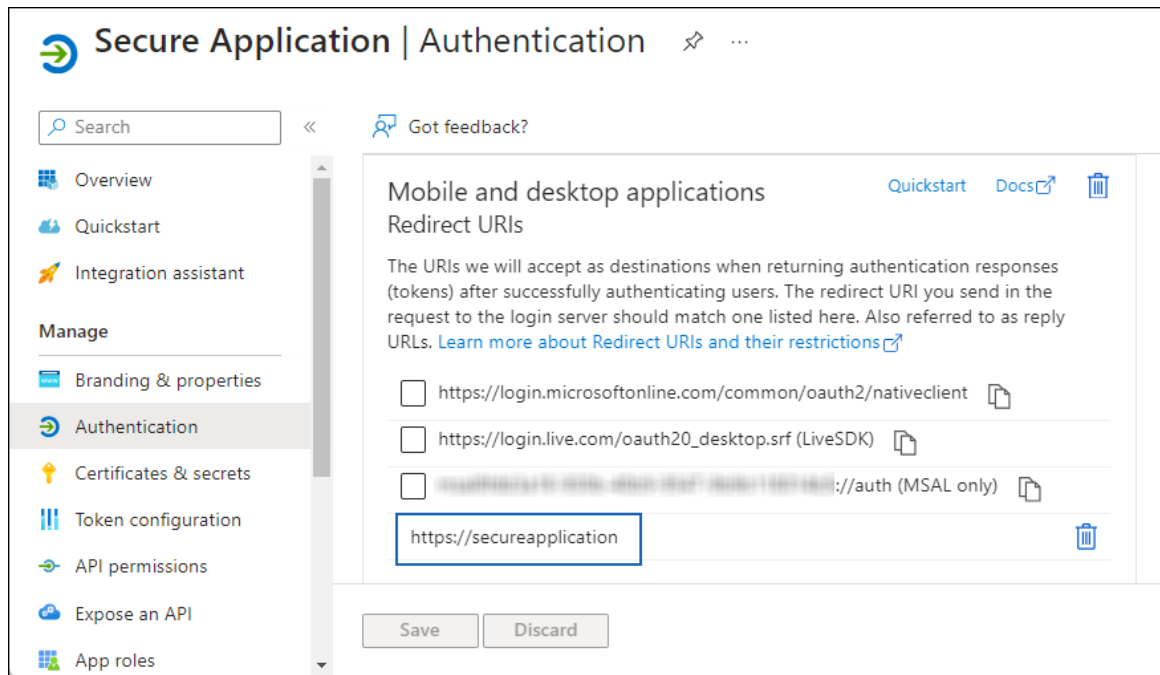 Secure Application | Authentication
Search
Got feedback?
Overview
Quickstart
Integration assistant
Manage
Branding & properties
Authentication
Certificates & secrets
Token configuration
API permissions
Expose an API
App roles
Mobile and desktop applications
Quickstart
Docs
Redirect URIs
The URIs we will accept as destinations when returning authentication responses
(tokens) after successfully authenticating users. The redirect URI you send in the
request to the login server should match one listed here. Also referred to as reply
URLs. Learn more about Redirect URIs and their restrictions
https://login.microsoftonline.com/common/oauth2/nativeclient
https://login.live.com/oauth20_desktop.srf (LiveSDK)
://auth (MSAL only)
https://secureapplication
Save
Discard